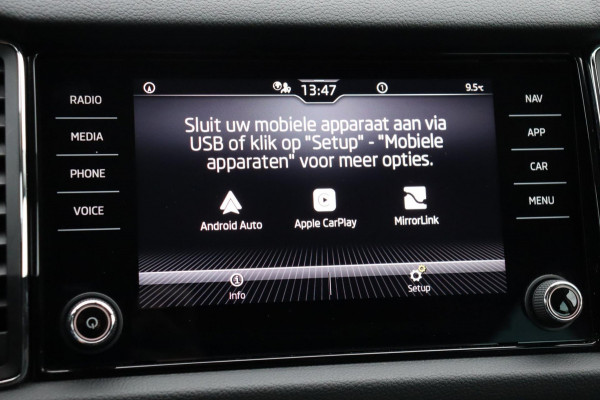 13:47
1
9.5°C
RADIO
MEDIA
PHONE
VOICE
Sluit uw mobiele apparaat aan via
USB of klik op "Setup" - "Mobiele
apparaten" voor meer opties.
Android Auto
Apple CarPlay
MirrorLink
Info
Setup
NAV
APP
CAR
MENU